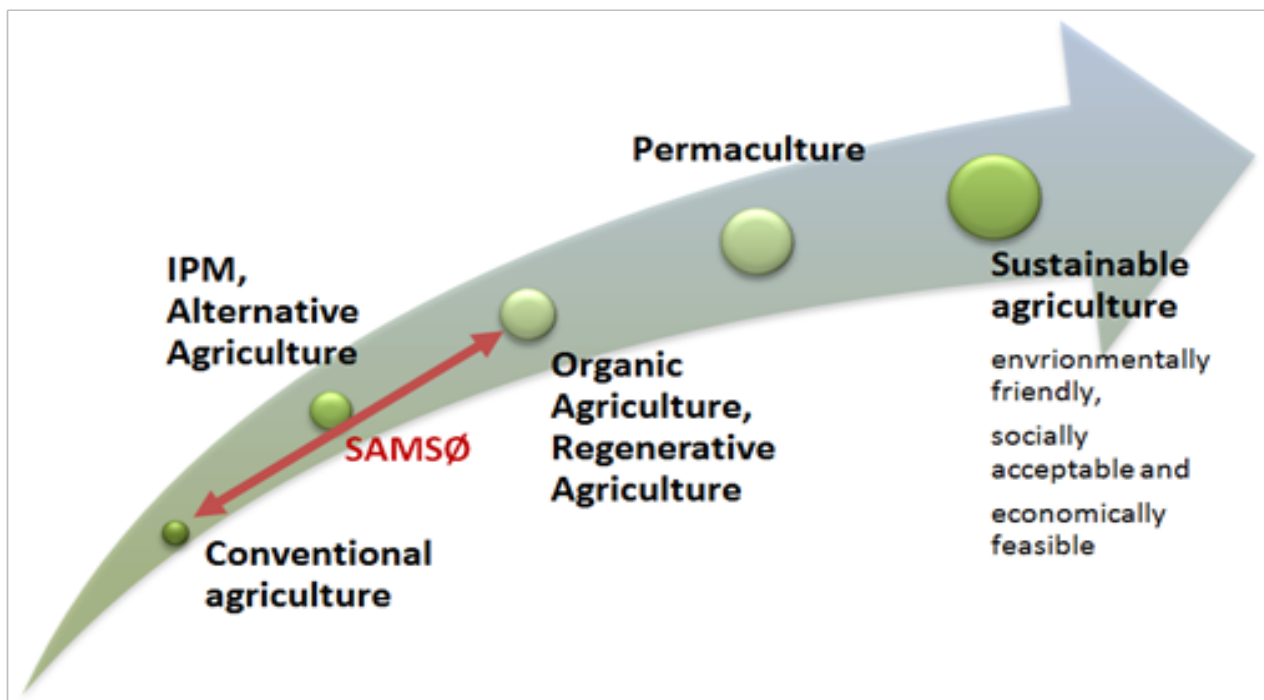 Permaculture
IPM,
Alternative
Agriculture
Sustainable
agriculture
envrionmentally
friendly,
socially
acceptable and
economically
feasible
Organic
Agriculture,
Regenerative
Agriculture
SAMSØ
Conventional
agriculture